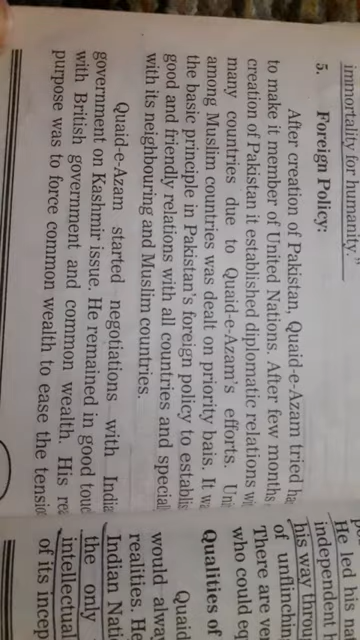 immortality for humanity."
5. Foreign Policy:
After creation of Pakistan, Quaid-e-Azam tried
to make it member of United Nations. After few months
creation of Pakistan it established diplomatic relations
many countries due to Quaid-e-Azam's efforts.
among Muslim countries was dealt on priority bais. It
the basic principle in Pakistan's foreign policy to establis
good and friendly relations with all countries and special
with its neighbouring and Muslim countries.
Quaid-e-Azam started negotiations with India
government on Kashmir issue. He remained in good touc
with British government and common wealth. His
purpose was to force common wealth to ease the tensio
He led his
independent
his way throu
of unflinchin
There are
who could eq
Qualities of
Quaid
would alway
realities. He
Indian Nati
the only
intellectual
of its incep